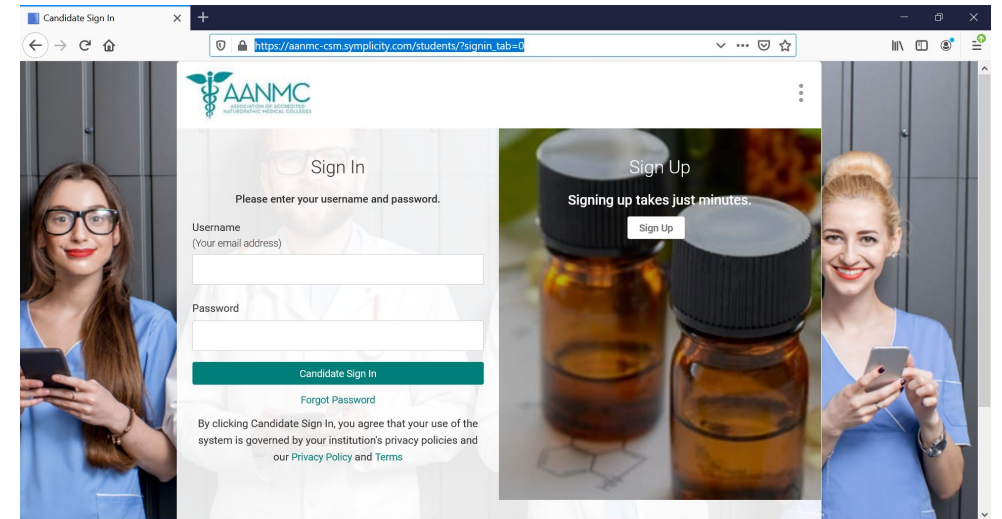 Candidate Sign In
https://aanmc-csm.symplicity.com/students/?signin_tab=0
AANMC
ASSOCIATION OF ACCREDITED
NATUROPATHIC MEDICAL COLLEGES
Sign In
Please enter your username and password.
Username
(Your email address)
Password
Candidate Sign In
Forgot Password
By clicking Candidate Sign In, you agree that your use of the
system is governed by your institution's privacy policies and
our Privacy Policy and Terms
Sign Up
Signing up takes just minutes.
Sign Up